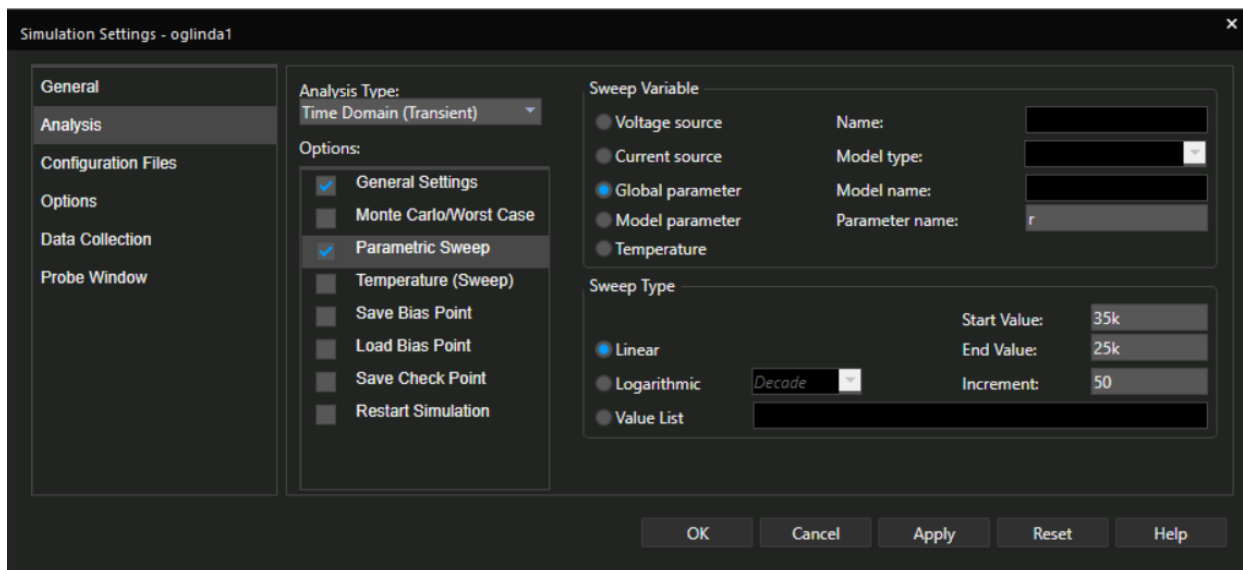 Simulation Settings - oglinda1
×
General
Analysis
Configuration Files
Options
Data Collection
Probe Window
Analysis Type:
Time Domain (Transient)
Options:
General Settings
Monte Carlo/Worst Case
Parametric Sweep
Temperature (Sweep)
Save Bias Point
Load Bias Point
Save Check Point
Restart Simulation
Sweep Variable
Voltage source Name:
Current source Model type:
Global parameter Model name:
Model parameter Parameter name: r
Temperature
Sweep Type
Start Value: 35k
Linear End Value: 25k
Logarithmic Decade Increment: 50
Value List
OK Cancel Apply Reset Help